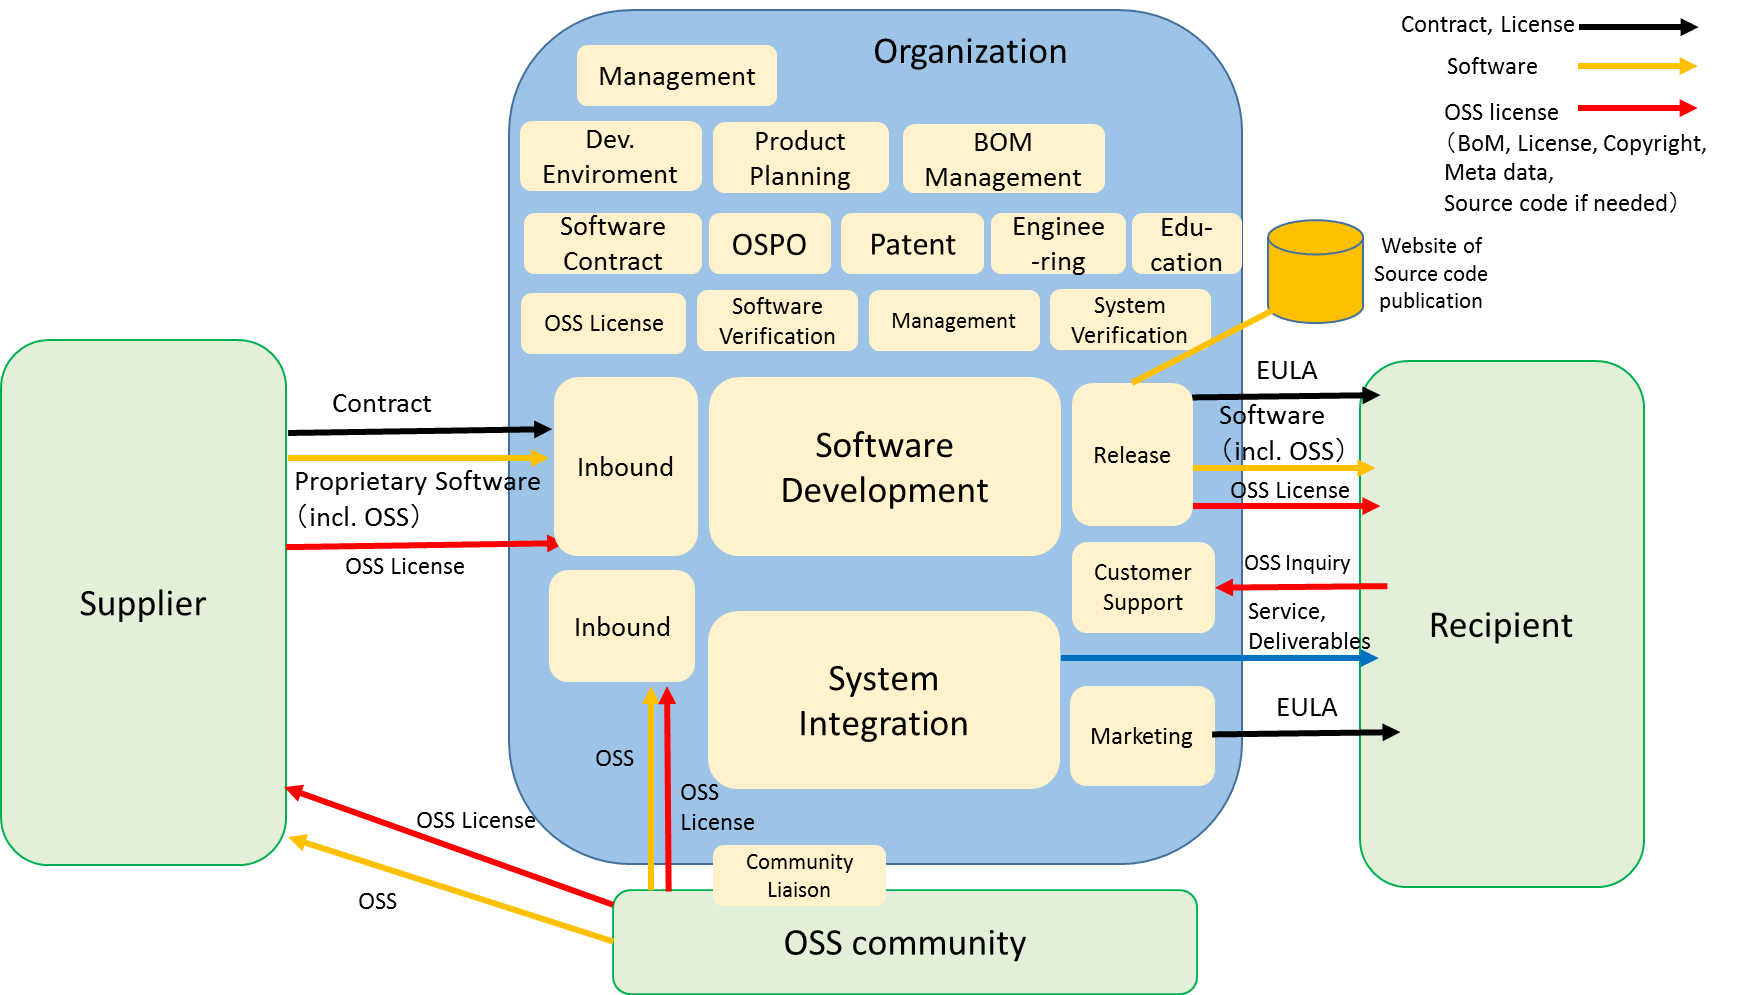 Organization
Management
Dev.
Enviroment
Product
Planning
BOM
Management
Software
Contract
OSPO
Patent
Enginee
-ring
Edu-
cation
OSS License
Software
Verification
Management
System
Verification
Contract, License
Software
OSS license
（BoM, License, Copyright,
Meta data,
Source code if needed）
Website of
Source code
publication
Supplier
Contract
Proprietary Software
（incl. OSS）
OSS License
Inbound
Software
Development
Release
EULA
Software
（incl. OSS）
OSS License
Inbound
System
Integration
Customer
Support
OSS Inquiry
Service,
Deliverables
Marketing
EULA
Recipient
OSS
OSS
License
OSS License
OSS
Community
Liaison
OSS community